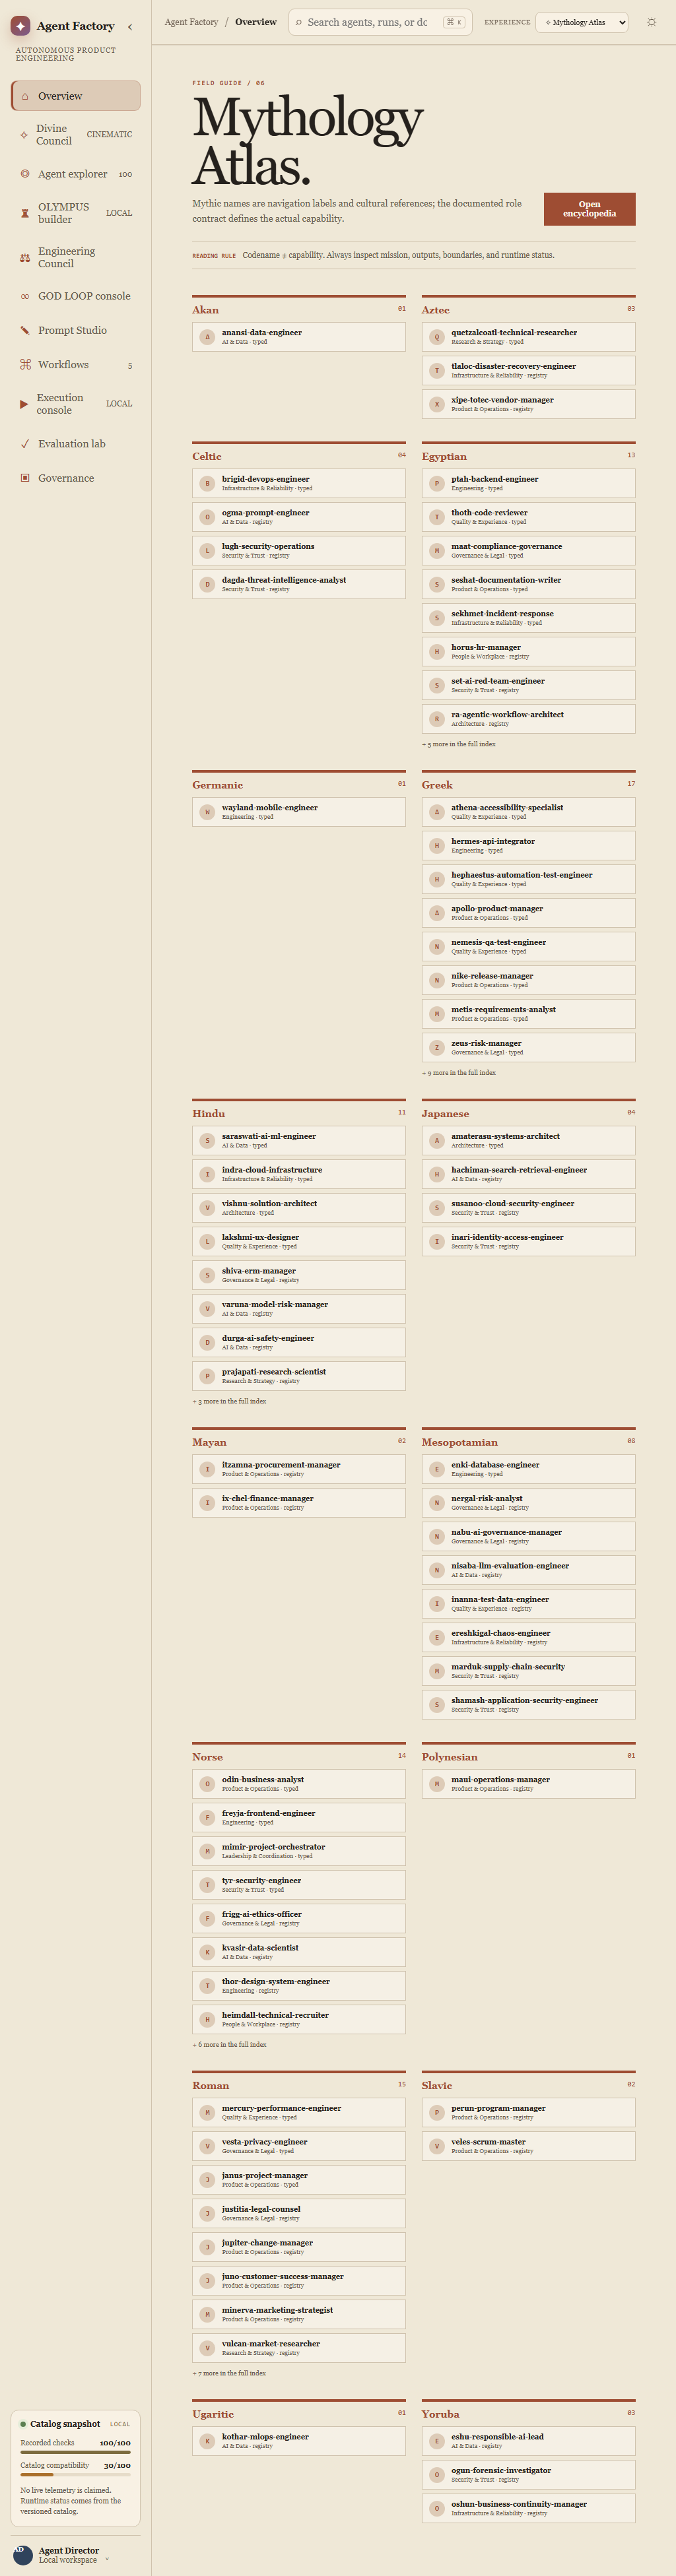 Agent Factory
AUTONOMOUS PRODUCT
ENGINEERING
Overview
Divine
Council
CINEMATIC
Agent explorer 100
OLYMPUS
builder
LOCAL
Engineering
Council
GOD LOOP console
Prompt Studio
Workflows 5
Execution
console
LOCAL
Evaluation lab
Governance
Catalog snapshot LOCAL
Recorded checks 100/100
Catalog compatibility 30/100
No live telemetry is claimed.
Runtime status comes from the
versioned catalog.
Agent Director
Local workspace
Agent Factory / Overview
Search agents, runs, or dc
⌘ K
EXPERIENCE
✧ Mythology Atlas
FIELD GUIDE / 06
Mythology
Atlas.
Mythic names are navigation labels and cultural references; the documented role
contract defines the actual capability.
Open
encyclopedia
READING RULE Codename ≠ capability. Always inspect mission, outputs, boundaries, and runtime status.
Akan 01
A
anansi-data-engineer
AI & Data · typed
Aztec 03
Q
quetzalcoatl-technical-researcher
Research & Strategy · typed
T
tlaloc-disaster-recovery-engineer
Infrastructure & Reliability · registry
X
xipe-totec-vendor-manager
Product & Operations · registry
Celtic 04
B
brigid-devops-engineer
Infrastructure & Reliability · typed
O
ogma-prompt-engineer
AI & Data · registry
L
lugh-security-operations
Security & Trust · registry
D
dagda-threat-intelligence-analyst
Security & Trust · registry
Egyptian 13
P
ptah-backend-engineer
Engineering · typed
T
thoth-code-reviewer
Quality & Experience · typed
M
maat-compliance-governance
Governance & Legal · typed
S
seshat-documentation-writer
Product & Operations · typed
S
sekhmet-incident-response
Infrastructure & Reliability · typed
H
horus-hr-manager
People & Workplace · registry
S
set-ai-red-team-engineer
Security & Trust · registry
R
ra-agentic-workflow-architect
Architecture · registry
+ 5 more in the full index
Germanic 01
W
wayland-mobile-engineer
Engineering · typed
Greek 17
A
athena-accessibility-specialist
Quality & Experience · typed
H
hermes-api-integrator
Engineering · typed
H
hephaestus-automation-test-engineer
Quality & Experience · typed
A
apollo-product-manager
Product & Operations · typed
N
nemesis-qa-test-engineer
Quality & Experience · typed
N
nike-release-manager
Product & Operations · typed
M
metis-requirements-analyst
Product & Operations · typed
Z
zeus-risk-manager
Governance & Legal · typed
+ 9 more in the full index
Hindu 11
S
saraswati-ai-ml-engineer
AI & Data · typed
I
indra-cloud-infrastructure
Infrastructure & Reliability · typed
V
vishnu-solution-architect
Architecture · typed
L
lakshmi-ux-designer
Quality & Experience · typed
S
shiva-erm-manager
Governance & Legal · registry
V
varuna-model-risk-manager
AI & Data · registry
D
durga-ai-safety-engineer
AI & Data · registry
P
prajapati-research-scientist
Research & Strategy · registry
+ 3 more in the full index
Japanese 04
A
amaterasu-systems-architect
Architecture · typed
H
hachiman-search-retrieval-engineer
AI & Data · registry
S
susanoo-cloud-security-engineer
Security & Trust · registry
I
inari-identity-access-engineer
Security & Trust · registry
Mayan 02
I
itzamna-procurement-manager
Product & Operations · registry
I
ix-chel-finance-manager
Product & Operations · registry
Mesopotamian 08
E
enki-database-engineer
Engineering · typed
N
nergal-risk-analyst
Governance & Legal · registry
N
nabu-ai-governance-manager
Governance & Legal · registry
N
nisaba-llm-evaluation-engineer
AI & Data · registry
I
inanna-test-data-engineer
Quality & Experience · registry
E
ereshkigal-chaos-engineer
Infrastructure & Reliability · registry
M
marduk-supply-chain-security
Security & Trust · registry
S
shamash-application-security-engineer
Security & Trust · registry
Norse 14
O
odin-business-analyst
Product & Operations · typed
F
freyja-frontend-engineer
Engineering · typed
M
mimir-project-orchestrator
Leadership & Coordination · typed
T
tyr-security-engineer
Security & Trust · typed
F
frigg-ai-ethics-officer
Governance & Legal · registry
K
kvasir-data-scientist
AI & Data · registry
T
thor-design-system-engineer
Engineering · registry
H
heimdall-technical-recruiter
People & Workplace · registry
+ 6 more in the full index
Polynesian 01
M
maui-operations-manager
Product & Operations · registry
Roman 15
M
mercury-performance-engineer
Quality & Experience · typed
V
vesta-privacy-engineer
Governance & Legal · typed
J
janus-project-manager
Product & Operations · typed
J
justitia-legal-counsel
Governance & Legal · registry
J
jupiter-change-manager
Product & Operations · registry
J
juno-customer-success-manager
Product & Operations · registry
M
minerva-marketing-strategist
Product & Operations · registry
V
vulcan-market-researcher
Research & Strategy · registry
+ 7 more in the full index
Slavic 02
P
perun-program-manager
Product & Operations · registry
V
veles-scrum-master
Product & Operations · registry
Ugaritic 01
K
kothar-mlops-engineer
AI & Data · registry
Yoruba 03
E
eshu-responsible-ai-lead
AI & Data · registry
O
ogun-forensic-investigator
Security & Trust · registry
O
oshun-business-continuity-manager
Infrastructure & Reliability · registry